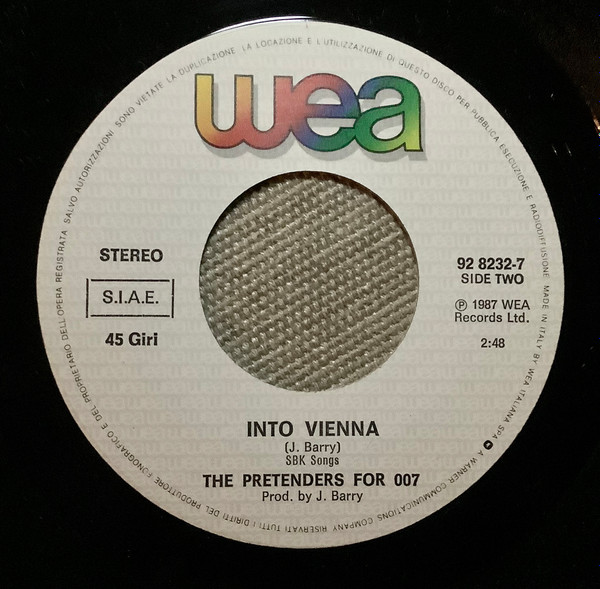 wea
STEREO
S.I.A.E.
45 Giri
92 8232-7
SIDE TWO
℗ 1987 WEA
Records Ltd.
2:48
INTO VIENNA
(J. Barry)
SBK Songs
THE PRETENDERS FOR 007
Prod. by J. Barry
SONO VIETATE LA DUPLICAZIONE, LA LOCAZIONE E L'UTILIZZAZIONE DI QUESTO DISCO PER PUBBLICA ESECUZIONE E RADIODIFFUSIONE. MADE IN ITALY BY WEA ITALIANA SPA A WARNER COMMUNICATIONS COMPANY RISERVATI TUTTI I DIRITTI DEL PRODUTTORE FONOGRAFICO E DEL PROPRIETARIO DELL'OPERA REGISTRATA. SALVO AUTORIZZAZIONI